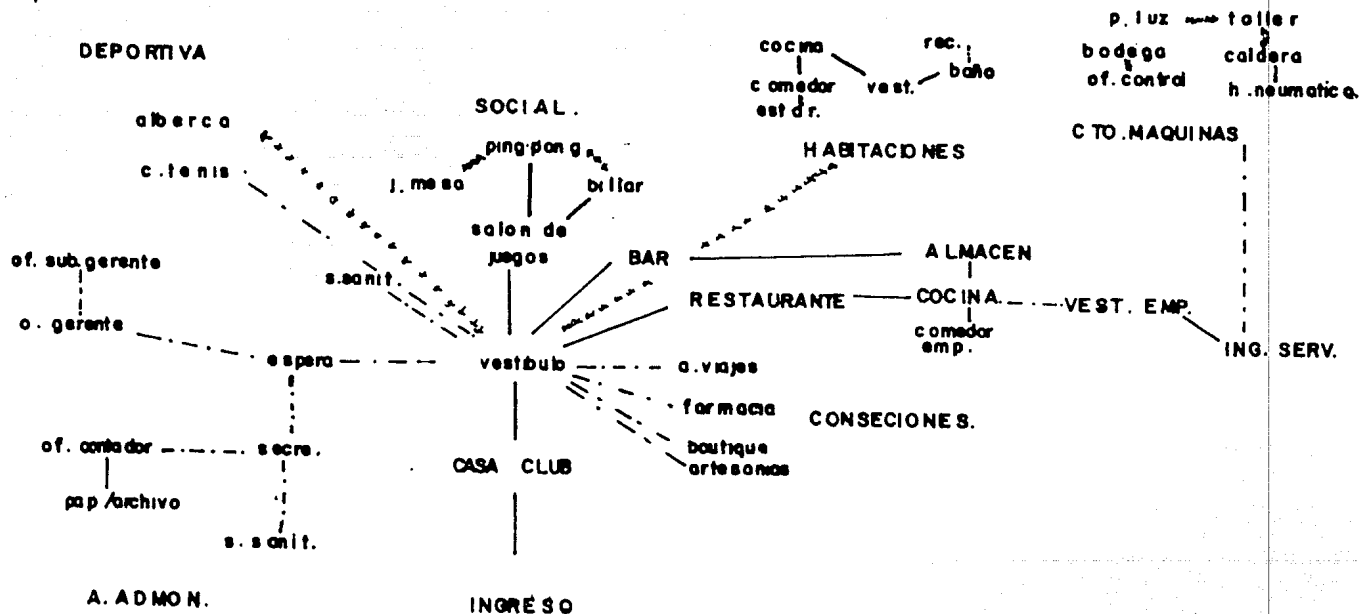 p. luz taller
DEPORTIVA
cocina
rec.
bodega
caldera
baño
of. control
comedor
vest.
h. neumatica.
est dr.
SOCIAL.
alberca
CTO. MAQUINAS
ping-pong
HABITACIONES
c. tenis
j. mesa
billar
salon de
juegos
BAR
ALMACEN
of. sub.gerente
s.sanit.
RESTAURANTE
COCINA.
VEST. EMP.
o. gerente
comedor
emp.
ING. SERV.
espera
vestibulo
a. viajes
farmacia
CONSECIONES.
of. contador
secre.
boutique
artesanias
CASA CLUB
pap/archivo
s. sanit.
A. ADMON.
INGRESO